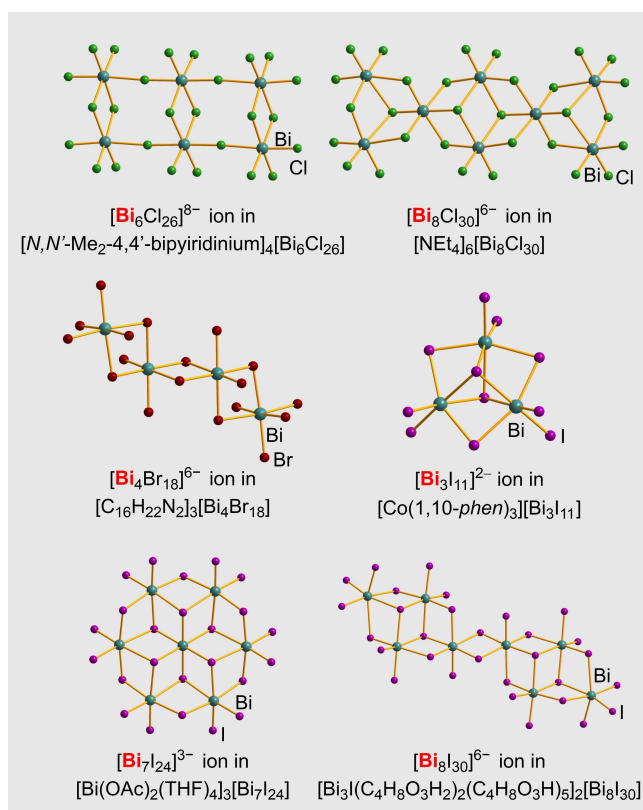 Bi
Cl
Bi
Cl
[Bi₆Cl₂₆]⁸⁻ ion in
[N,N’-Me₂-4,4’-bipyiridinium]₄[Bi₆Cl₂₆]
[Bi₈Cl₃₀]⁶⁻ ion in
[NEt₄]₆[Bi₈Cl₃₀]
Bi
Br
Bi
I
[Bi₄Br₁₈]⁶⁻ ion in
[C₁₆H₂₂N₂]₃[Bi₄Br₁₈]
[Bi₃I₁₁]²⁻ ion in
[Co(1,10-phen)₃][Bi₃I₁₁]
Bi
I
Bi
I
[Bi₇I₂₄]³⁻ ion in
[Bi(OAc)₂(THF)₄]₃[Bi₇I₂₄]
[Bi₈I₃₀]⁶⁻ ion in
[Bi₃I(C₄H₈O₃H₂)₂(C₄H₈O₃H)₅]₂[Bi₈I₃₀]